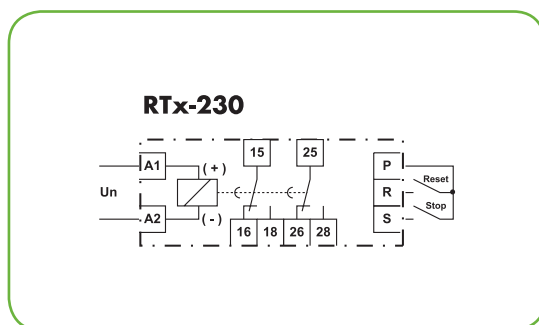 RTx-230
15 25
A1 (+) P
Reset
Un R
Stop
A2 (-) S
16 18 26 28